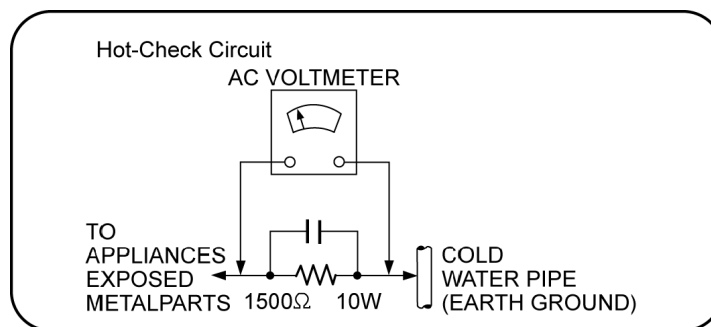 Hot-Check Circuit
AC VOLTMETER
TO
APPLIANCES
EXPOSED
METALPARTS
1500Ω
10W
COLD
WATER PIPE
(EARTH GROUND)